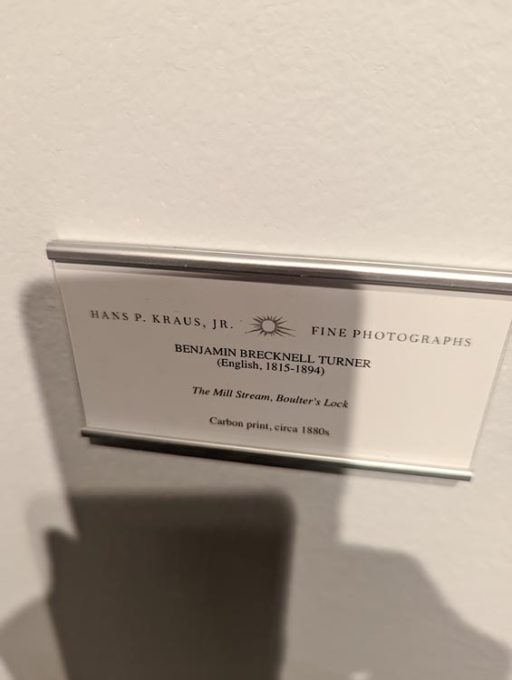 HANS P. KRAUS, JR. FINE PHOTOGRAPHS
BENJAMIN BRECKNELL TURNER
(English, 1815-1894)
The Mill Stream, Boulter's Lock
Carbon print, circa 1880s